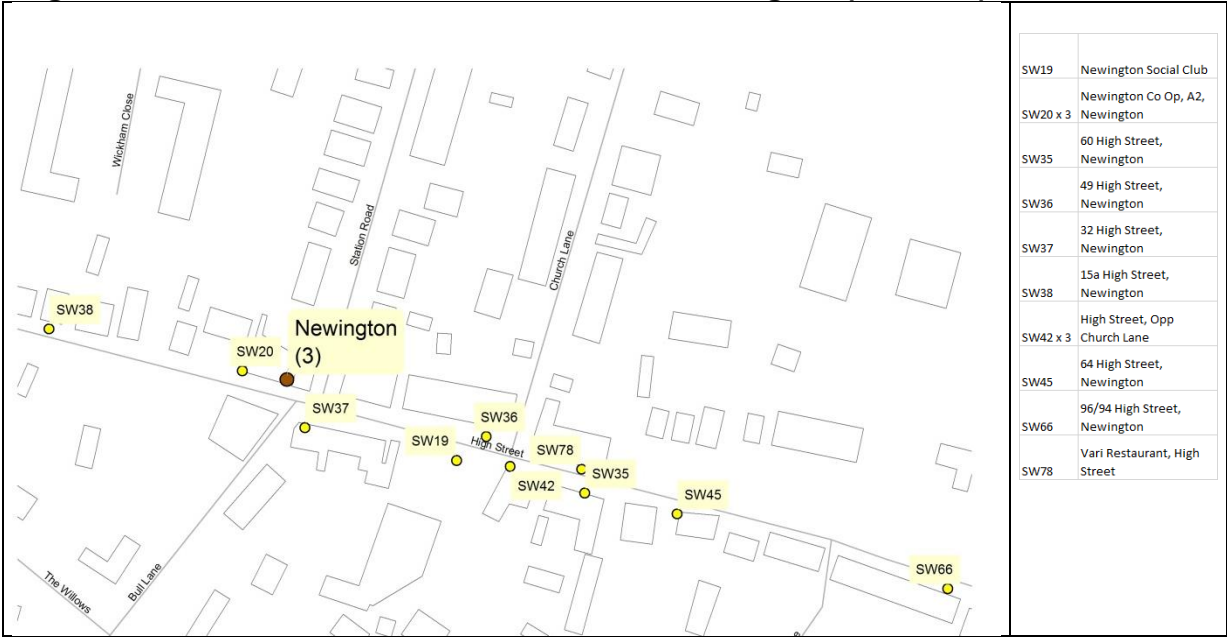 Wickham Close
Station Road
Church Lane
SW38
Newington
(3)
SW20
SW37
SW36
SW19
High Street
SW78
SW42
SW35
SW45
SW66
Bull Lane
The Willows
SW19 Newington Social Club
Newington Co Op, A2,
SW20 x 3 Newington
60 High Street,
SW35 Newington
49 High Street,
SW36 Newington
32 High Street,
SW37 Newington
15a High Street,
SW38 Newington
High Street, Opp
SW42 x 3 Church Lane
64 High Street,
SW45 Newington
96/94 High Street,
SW66 Newington
Vari Restaurant, High
SW78 Street